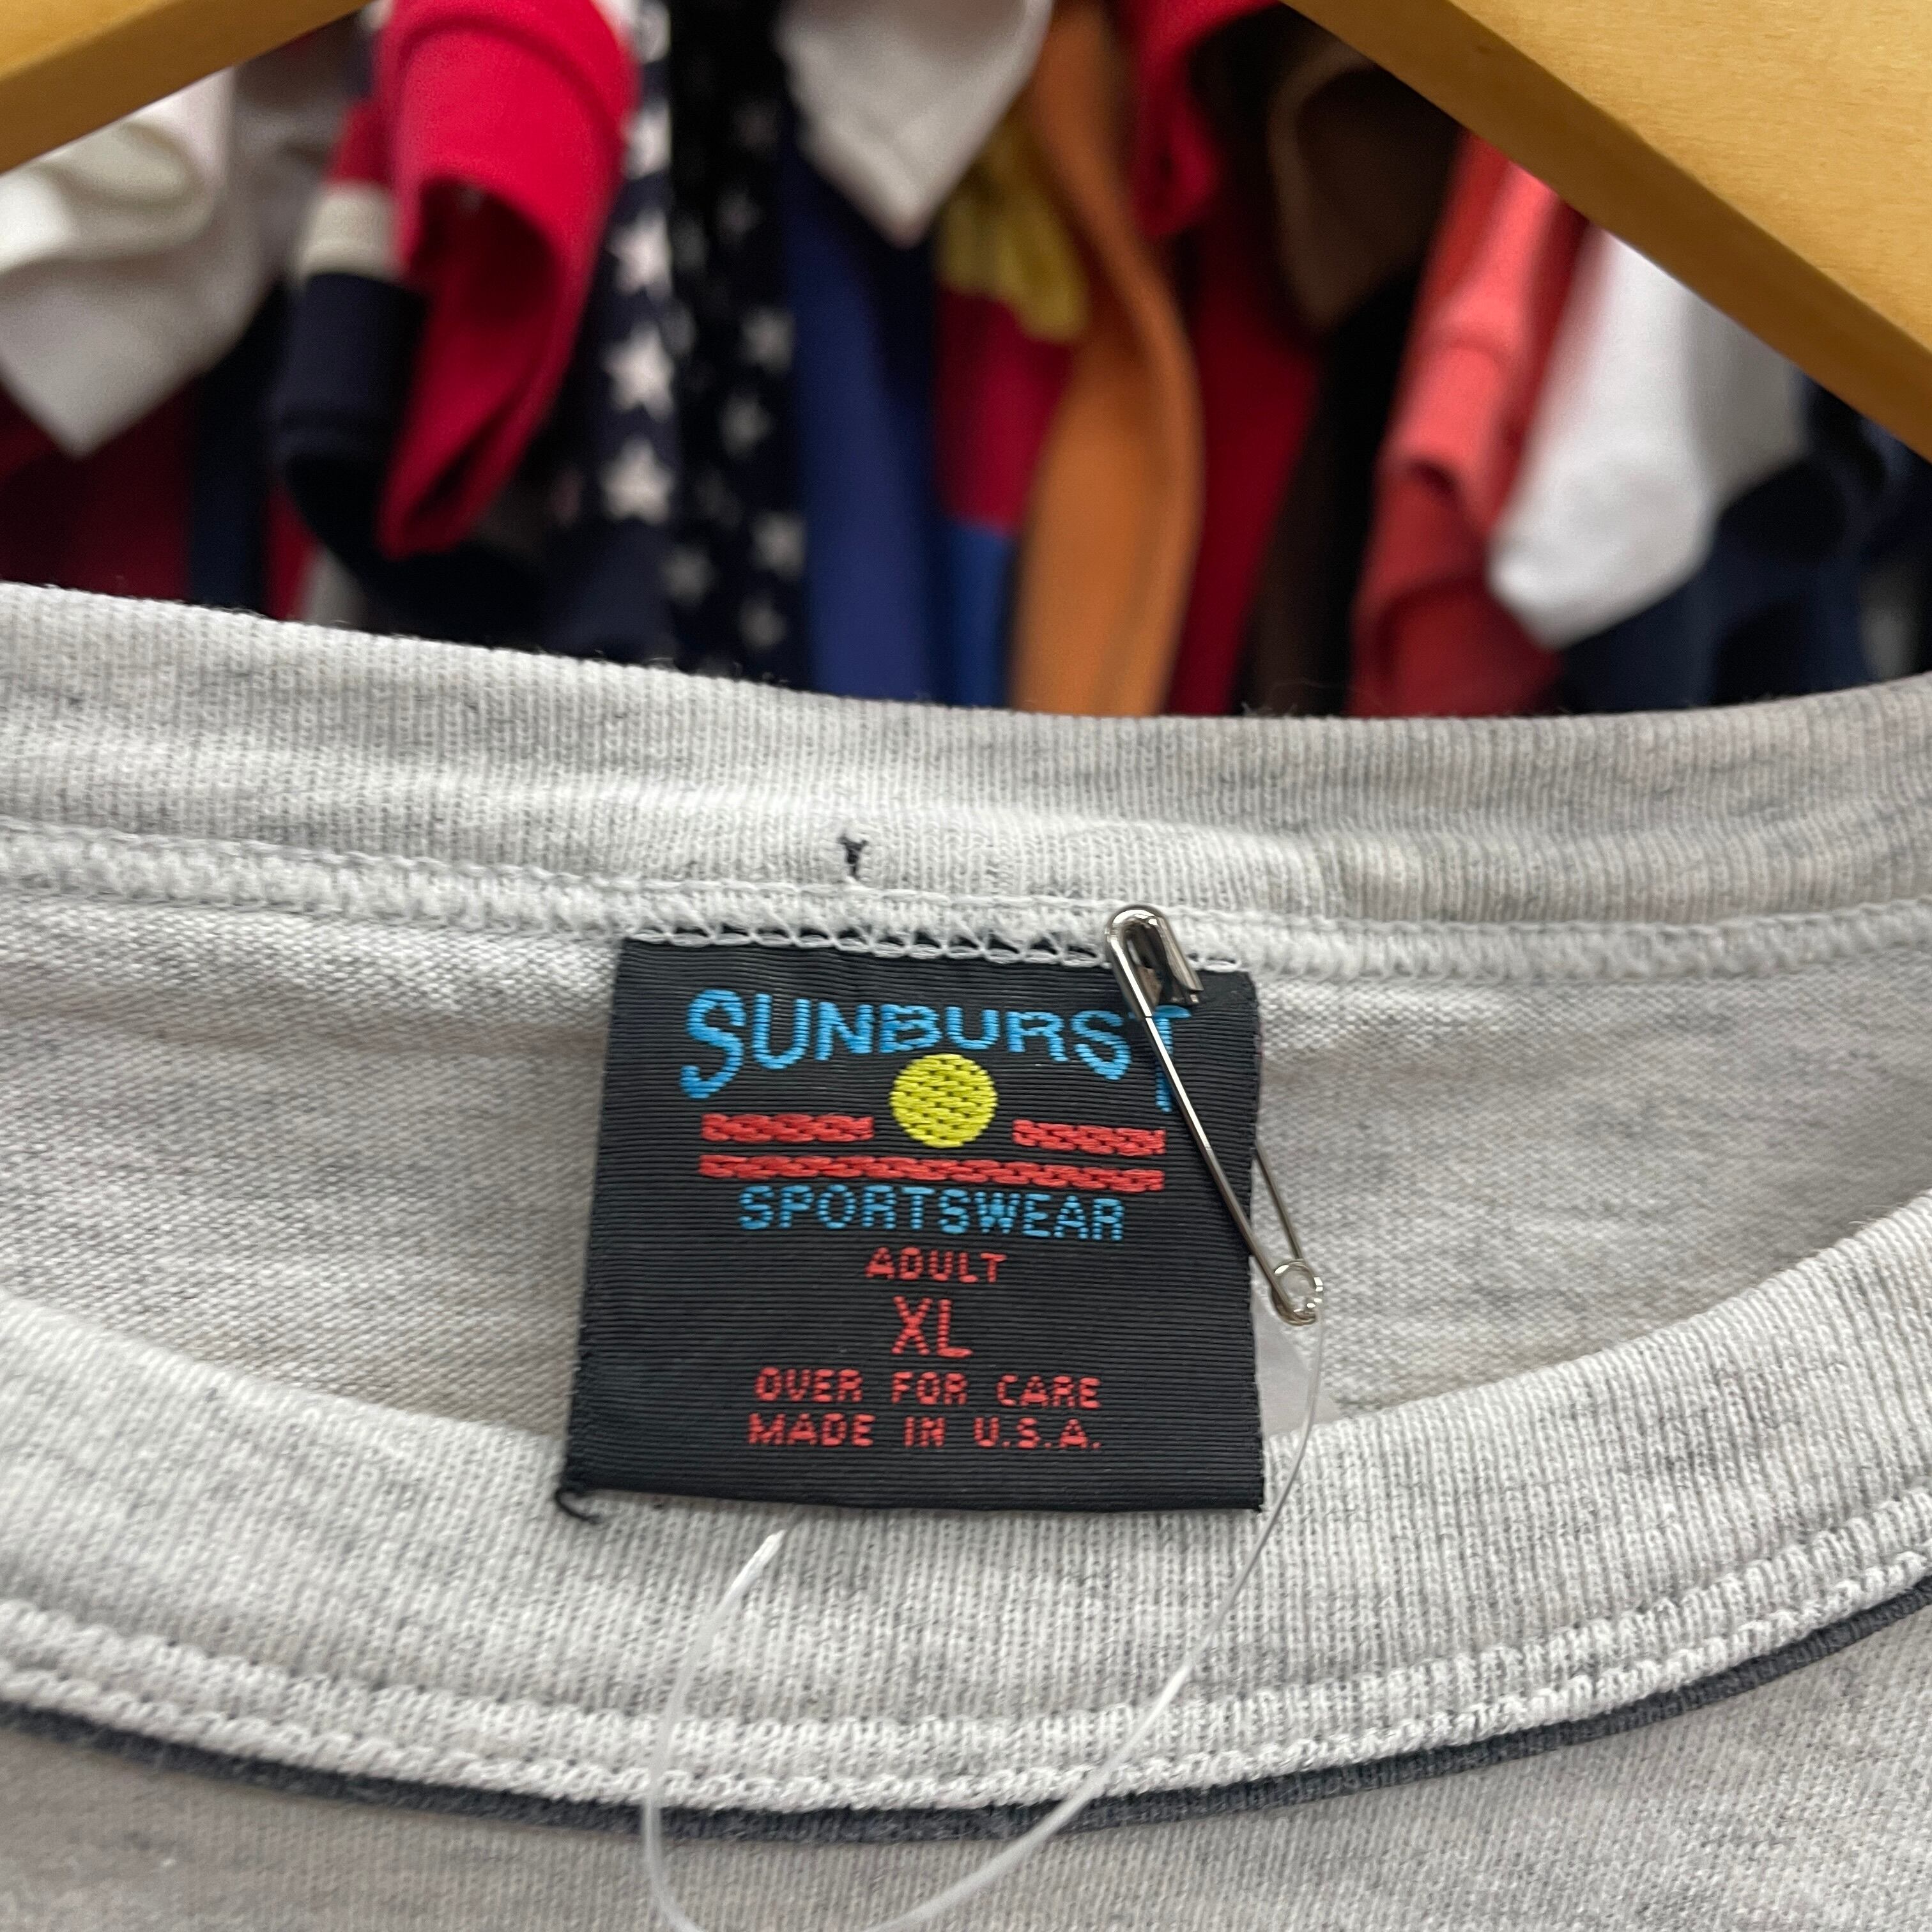 SUNBURST
SPORTSWEAR
ADULT
XL
OVER FOR CARE
MADE IN U.S.A.